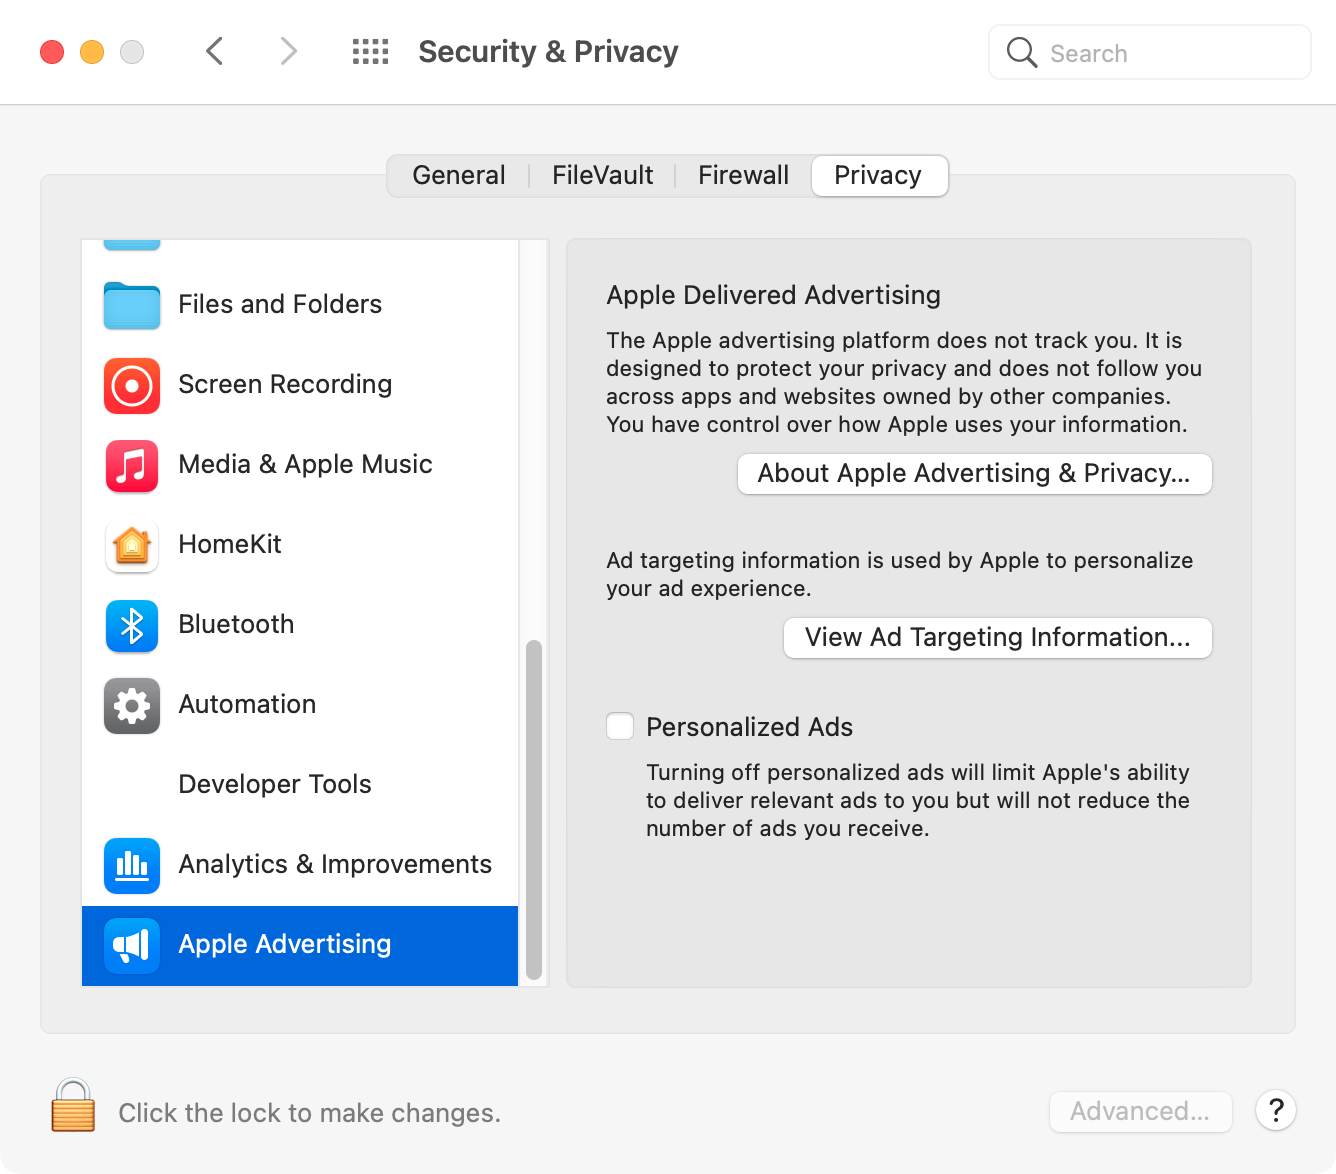 Security & Privacy
Search
General
FileVault
Firewall
Privacy
Files and Folders
Screen Recording
Media & Apple Music
HomeKit
Bluetooth
Automation
Developer Tools
Analytics & Improvements
Apple Advertising
Apple Delivered Advertising
The Apple advertising platform does not track you. It is
designed to protect your privacy and does not follow you
across apps and websites owned by other companies.
You have control over how Apple uses your information.
About Apple Advertising & Privacy...
Ad targeting information is used by Apple to personalize
your ad experience.
View Ad Targeting Information...
Personalized Ads
Turning off personalized ads will limit Apple's ability
to deliver relevant ads to you but will not reduce the
number of ads you receive.
Click the lock to make changes.
Advanced...
?